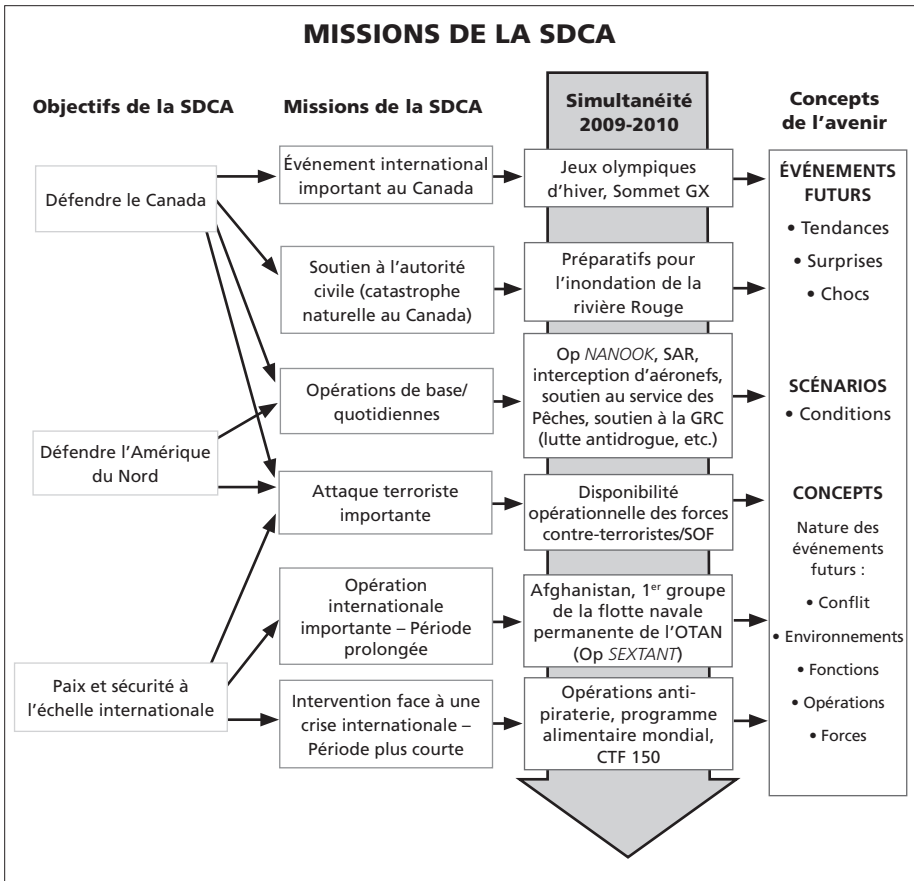 MISSIONS DE LA SDCA
Objectifs de la SDCA
Missions de la SDCA
Simultanéité
2009-2010
Concepts
de l'avenir
Défendre le Canada
Défendre l'Amérique
du Nord
Paix et sécurité à
l'échelle internationale
Événement international
important au Canada
Soutien à l'autorité
civile (catastrophe
naturelle au Canada)
Opérations de base/
quotidiennes
Attaque terroriste
importante
Opération
internationale
importante – Période
prolongée
Intervention face à une
crise internationale –
Période plus courte
Jeux olympiques
d'hiver, Sommet GX
Préparatifs pour
l'inondation de la
rivière Rouge
Op NANOOK, SAR,
interception d'aéronefs,
soutien au service des
Pêches, soutien à la GRC
(lutte antidrogue, etc.)
Disponibilité
opérationnelle des forces
contre-terroristes/SOF
Afghanistan, 1er groupe
de la flotte navale
permanente de l'OTAN
(Op SEXTANT)
Opérations anti-
piraterie, programme
alimentaire mondial,
CTF 150
ÉVÉNEMENTS
FUTURS
• Tendances
• Surprises
• Chocs
SCÉNARIOS
• Conditions
CONCEPTS
Nature des
événements
futurs :
• Conflit
• Environnements
• Fonctions
• Opérations
• Forces